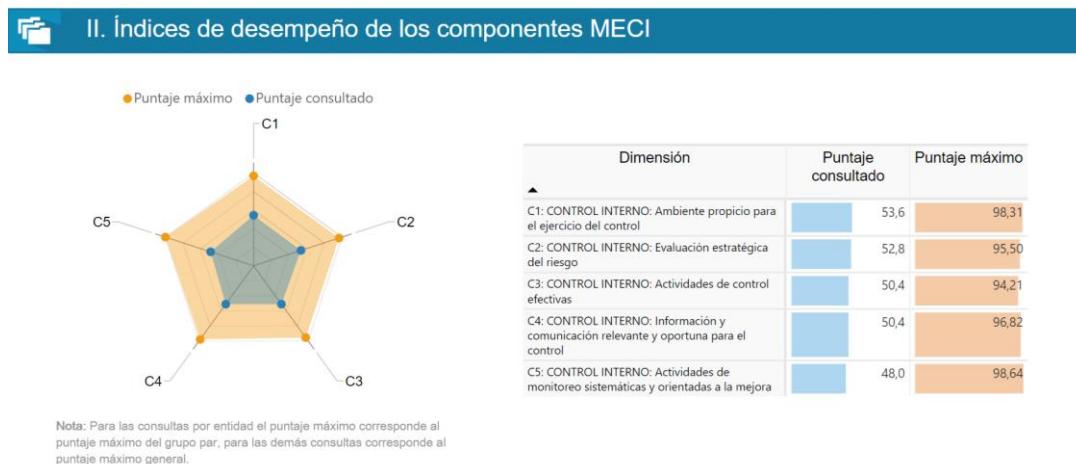 II. Índices de desempeño de los componentes MECI
Puntaje máximo Puntaje consultado
C1
C2
C3
C4
C5
Dimensión Puntaje consultado Puntaje máximo
C1: CONTROL INTERNO: Ambiente propicio para
el ejercicio del control
53,6 98,31
C2: CONTROL INTERNO: Evaluación estratégica
del riesgo
52,8 95,50
C3: CONTROL INTERNO: Actividades de control
efectivas
50,4 94,21
C4: CONTROL INTERNO: Información y
comunicación relevante y oportuna para el
control
50,4 96,82
C5: CONTROL INTERNO: Actividades de
monitoreo sistemáticas y orientadas a la mejora
48,0 98,64
Nota: Para las consultas por entidad el puntaje máximo corresponde al
puntaje máximo del grupo par, para las demás consultas corresponde al
puntaje máximo general.